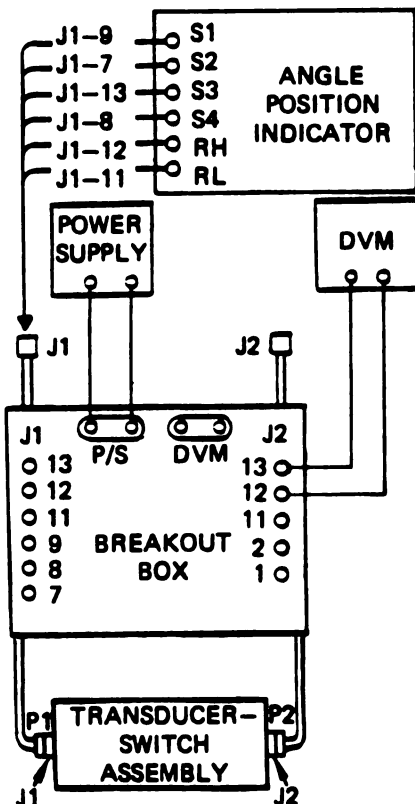 J1-9 S1
J1-7 S2
J1-13 S3
J1-8 S4
J1-12 RH
J1-11 RL
ANGLE
POSITION
INDICATOR
POWER
SUPPLY
DVM
J1
J2
J1
P/S
DVM
J2
13
12
11
9
8
7
13
12
11
2
1
BREAKOUT
BOX
P1
TRANSDUCER-
SWITCH
ASSEMBLY
P2
J1
J2